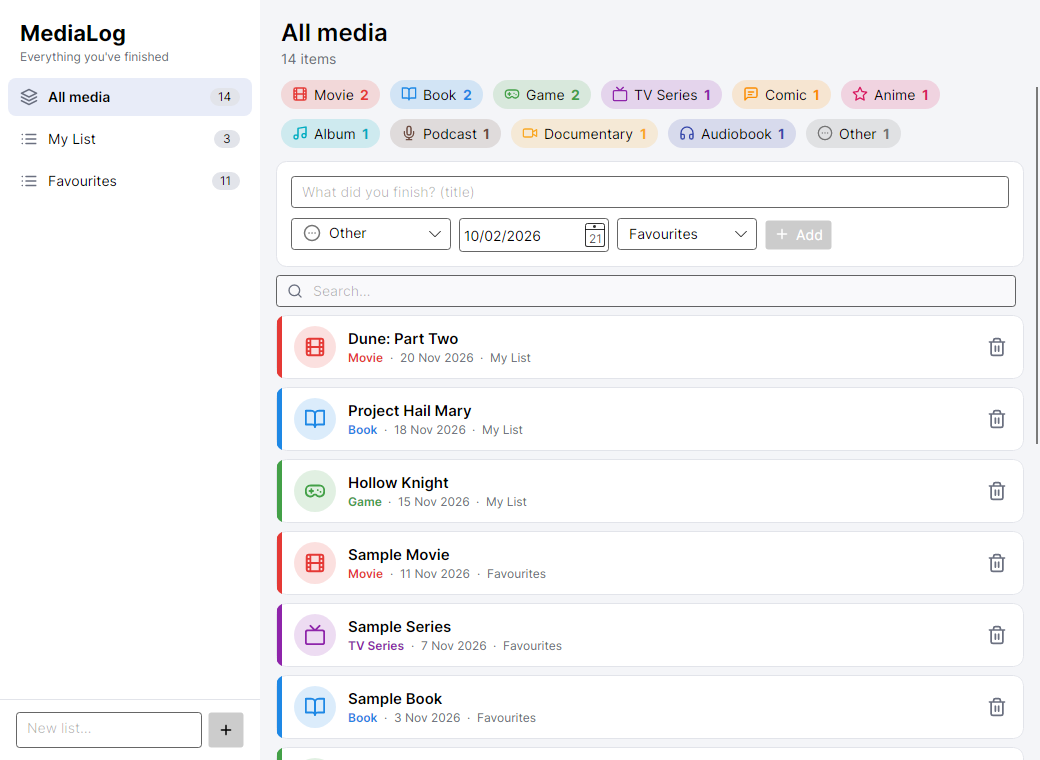 MediaLog
Everything you've finished
All media 14
My List 3
Favourites 11
New list...
+
All media
14 items
Movie 2 Book 2 Game 2 TV Series 1 Comic 1 Anime 1
Album 1 Podcast 1 Documentary 1 Audiobook 1 Other 1
What did you finish? (title)
Other 10/02/2026 21 Favourites + Add
Search...
Dune: Part Two
Movie · 20 Nov 2026 · My List
Project Hail Mary
Book · 18 Nov 2026 · My List
Hollow Knight
Game · 15 Nov 2026 · My List
Sample Movie
Movie · 11 Nov 2026 · Favourites
Sample Series
TV Series · 7 Nov 2026 · Favourites
Sample Book
Book · 3 Nov 2026 · Favourites